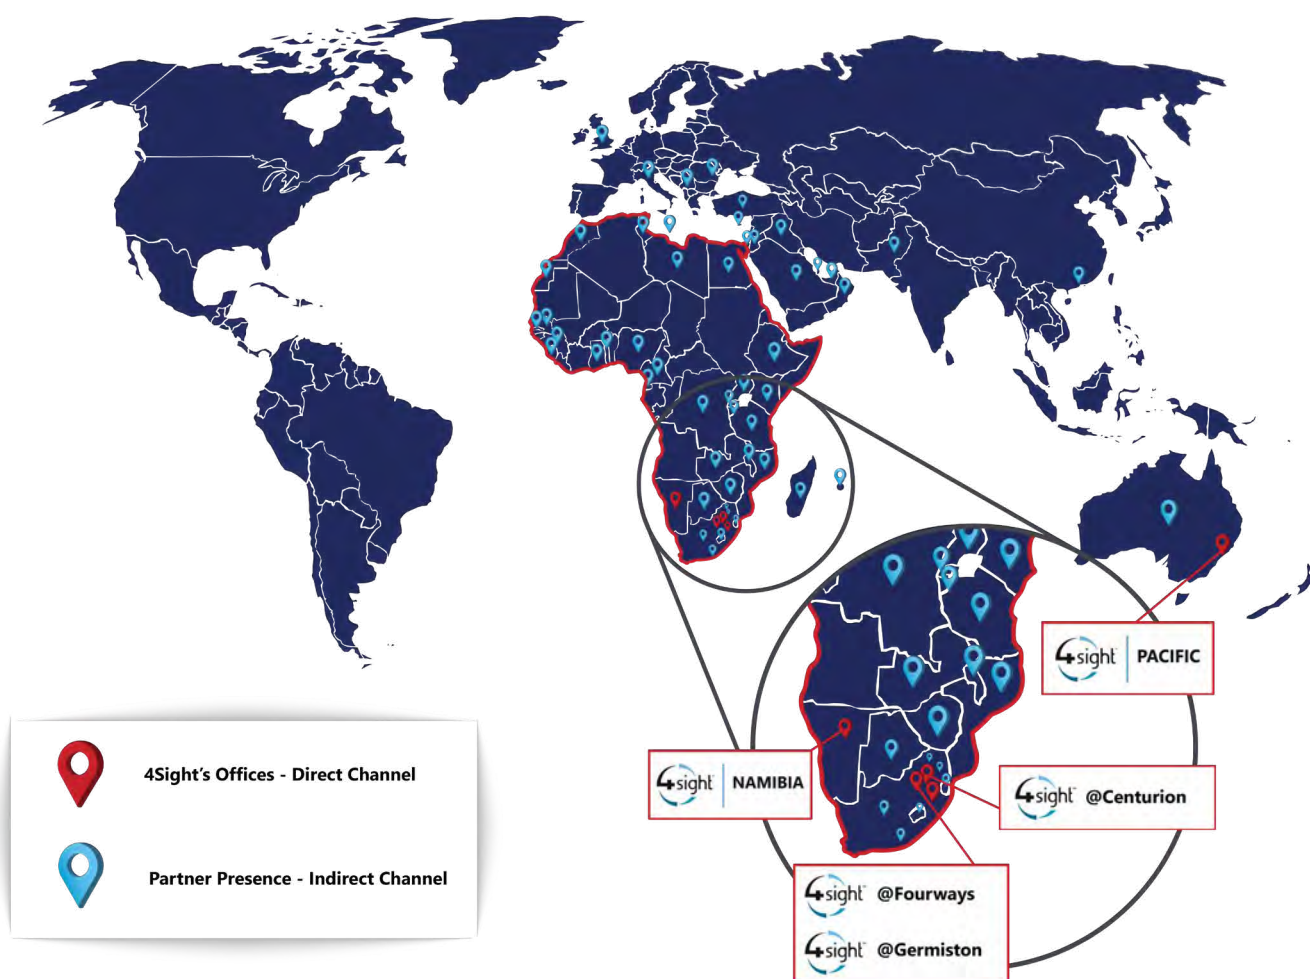 4sight PACIFIC
4sight NAMIBIA
4Sight's Offices - Direct Channel
4sight @Centurion
Partner Presence - Indirect Channel
4sight @Fourways
4sight @Germiston